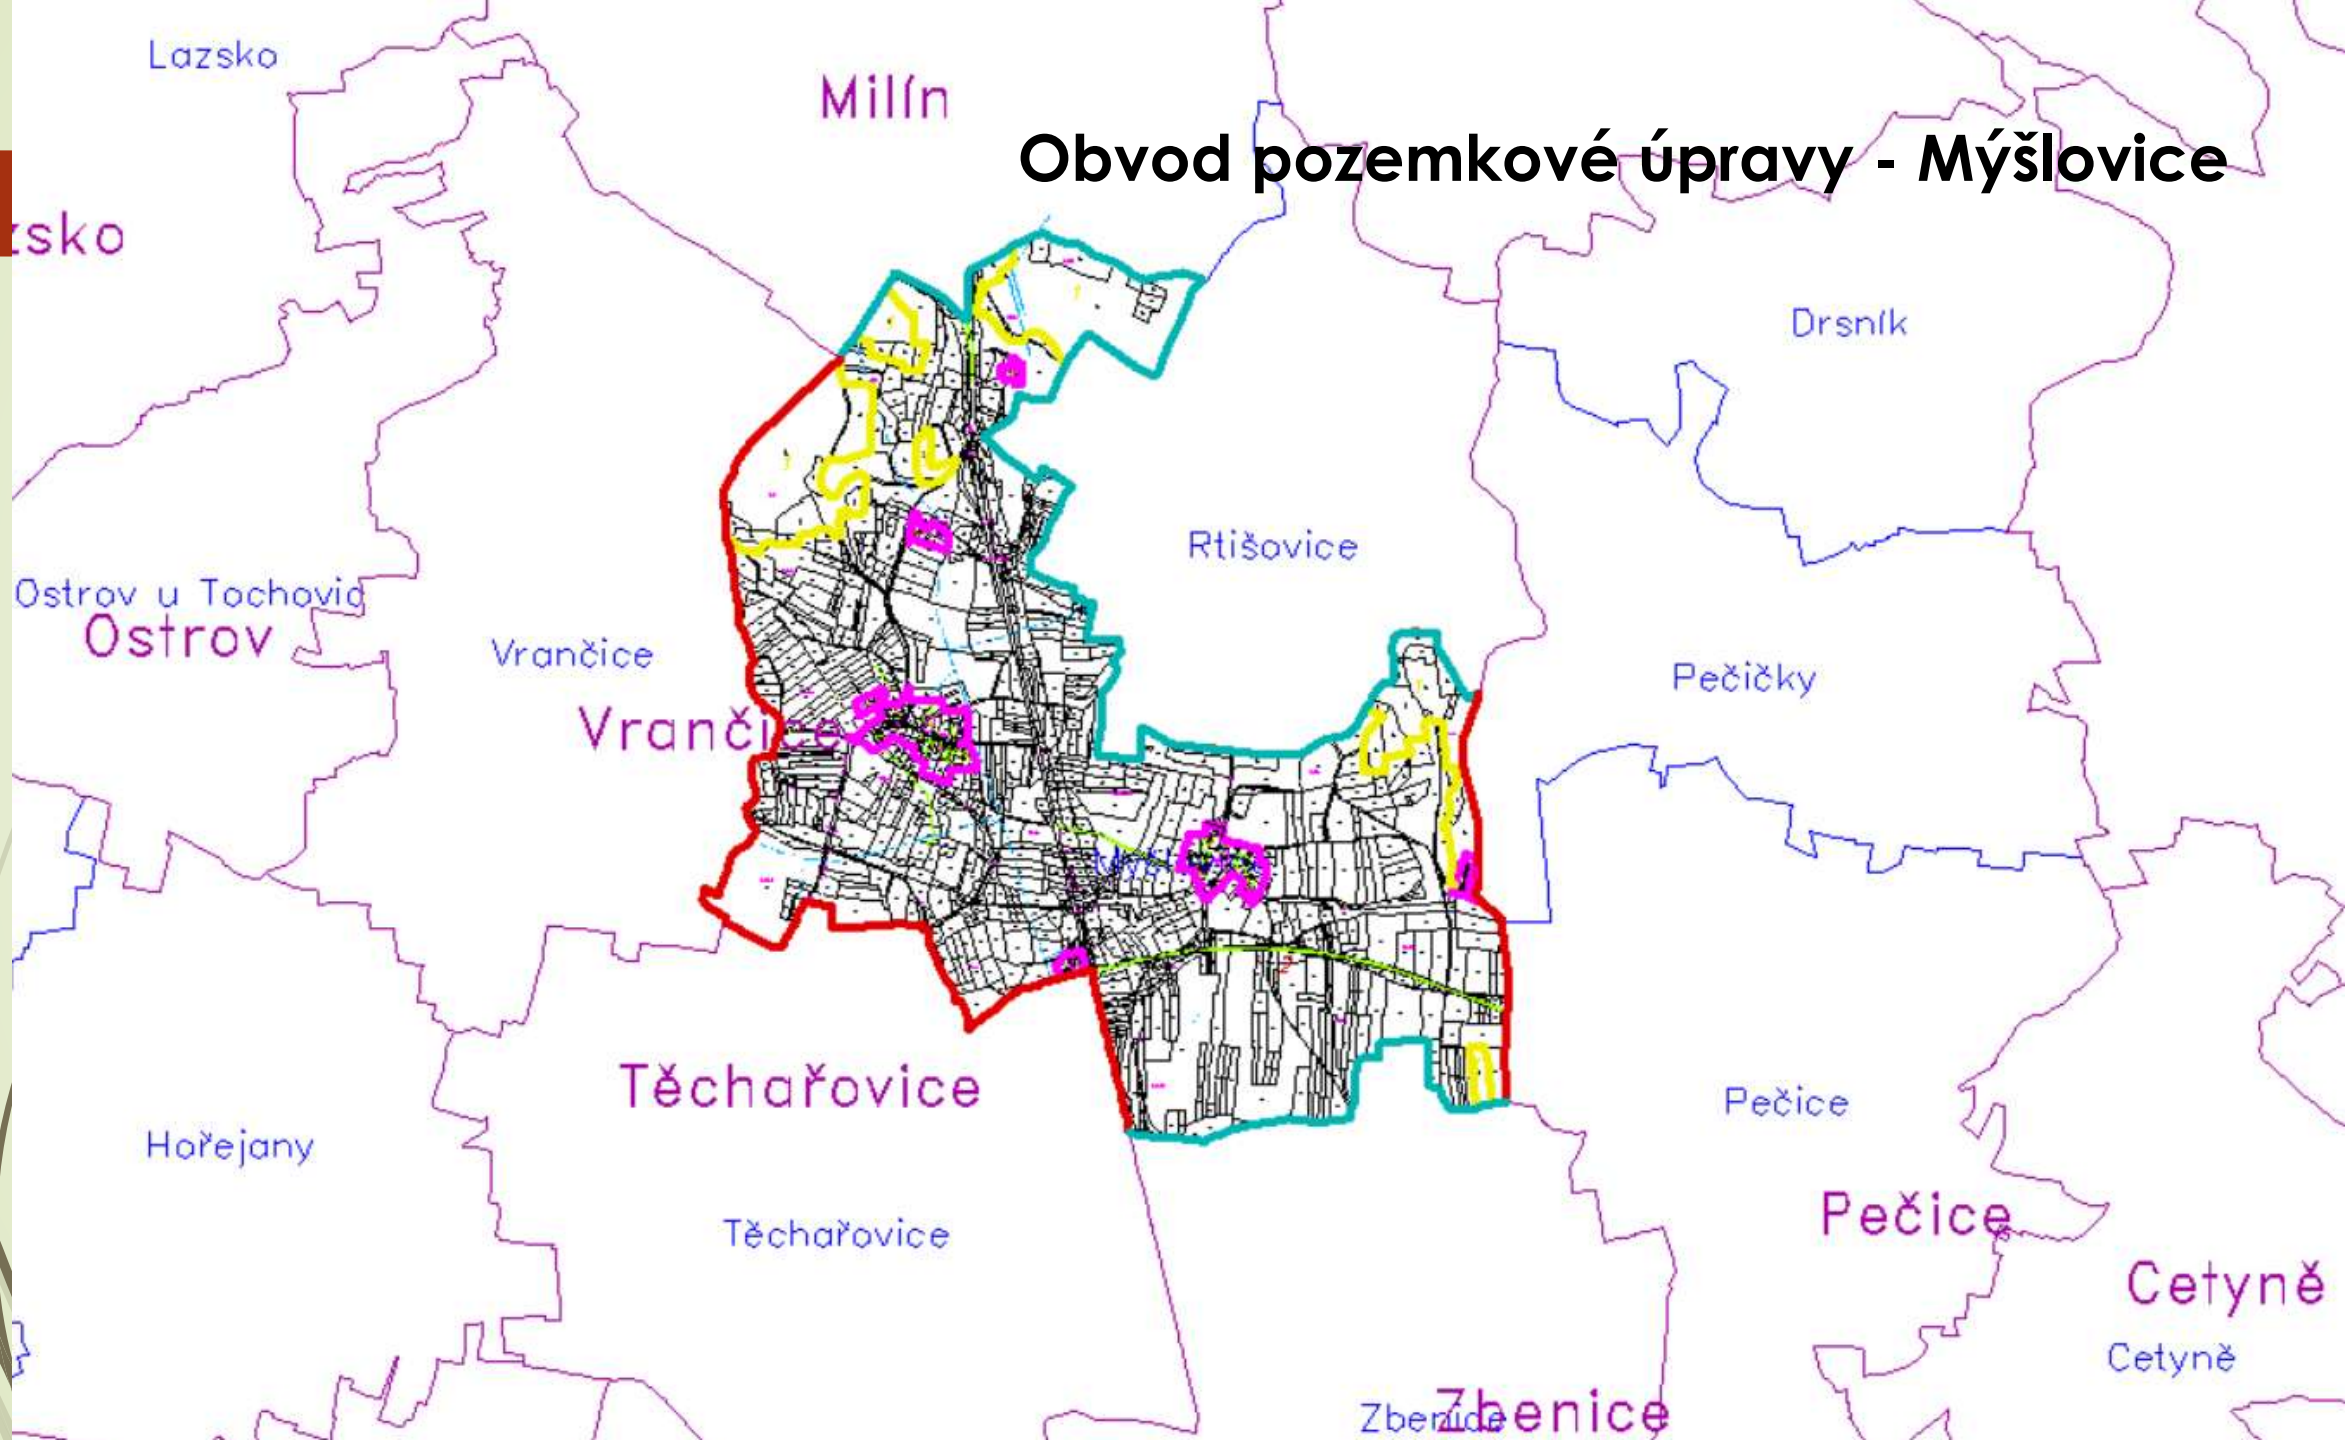 Lazsko
Milín
Obvod pozemkové úpravy - Mýšlovice
zsko
Drsník
Rtišovice
Ostrov u Tochovic
Ostrov
Vrančice
Pečičky
Vrančice
Těchařovice
Pečice
Hořejany
Pečice
Těchařovice
Cetyně
Cetyně
Zbenice
Zbenice